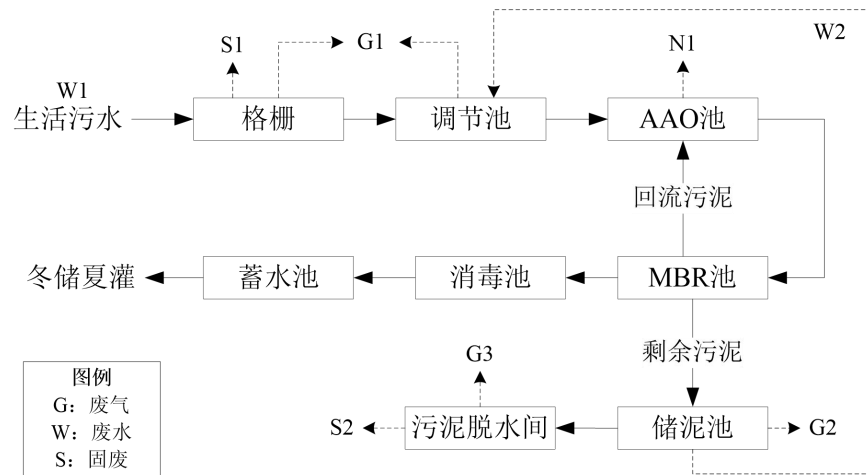 W2
S1
G1
N1
W1
生活污水
格栅
调节池
AAO池
回流污泥
冬储夏灌
蓄水池
消毒池
MBR池
剩余污泥
G3
S2
污泥脱水间
储泥池
G2
图例
G：废气
W：废水
S：固废